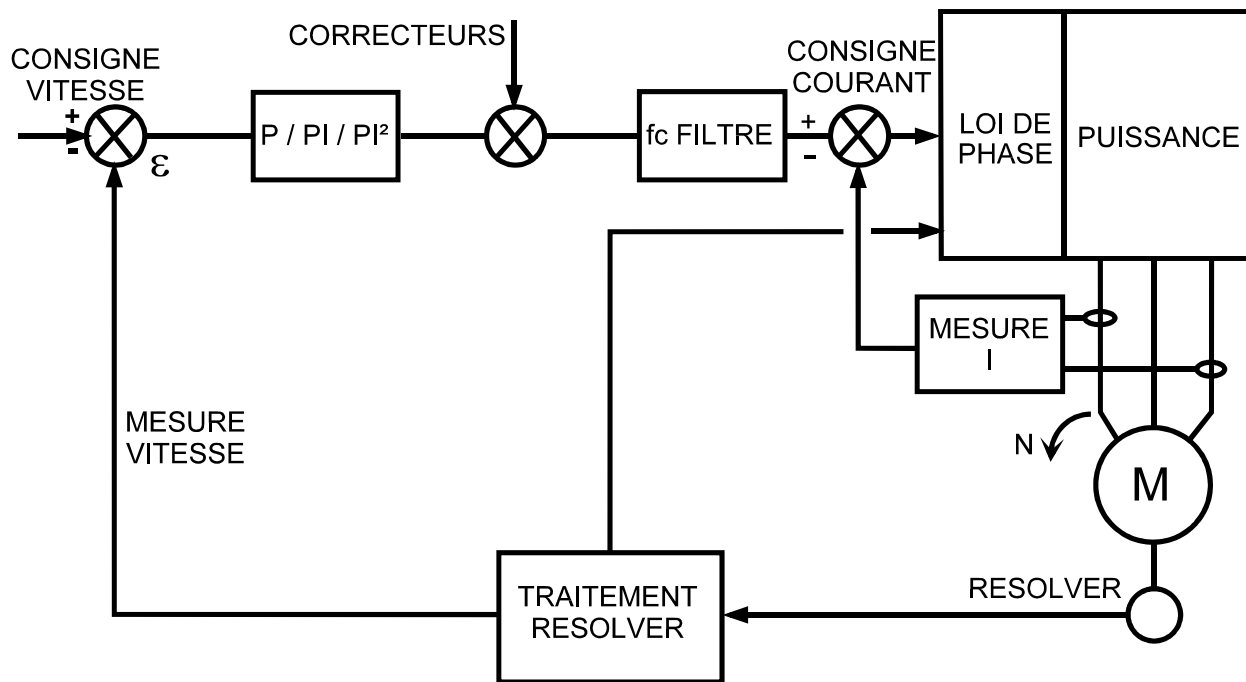 CORRECTEURS
CONSIGNE
VITESSE
+
-
ε
P / PI / PI²
fc FILTRE
CONSIGNE
COURANT
+
-
LOI DE
PHASE
PUISSANCE
MESURE
I
MESURE
VITESSE
N
M
TRAITEMENT
RESOLVER
RESOLVER